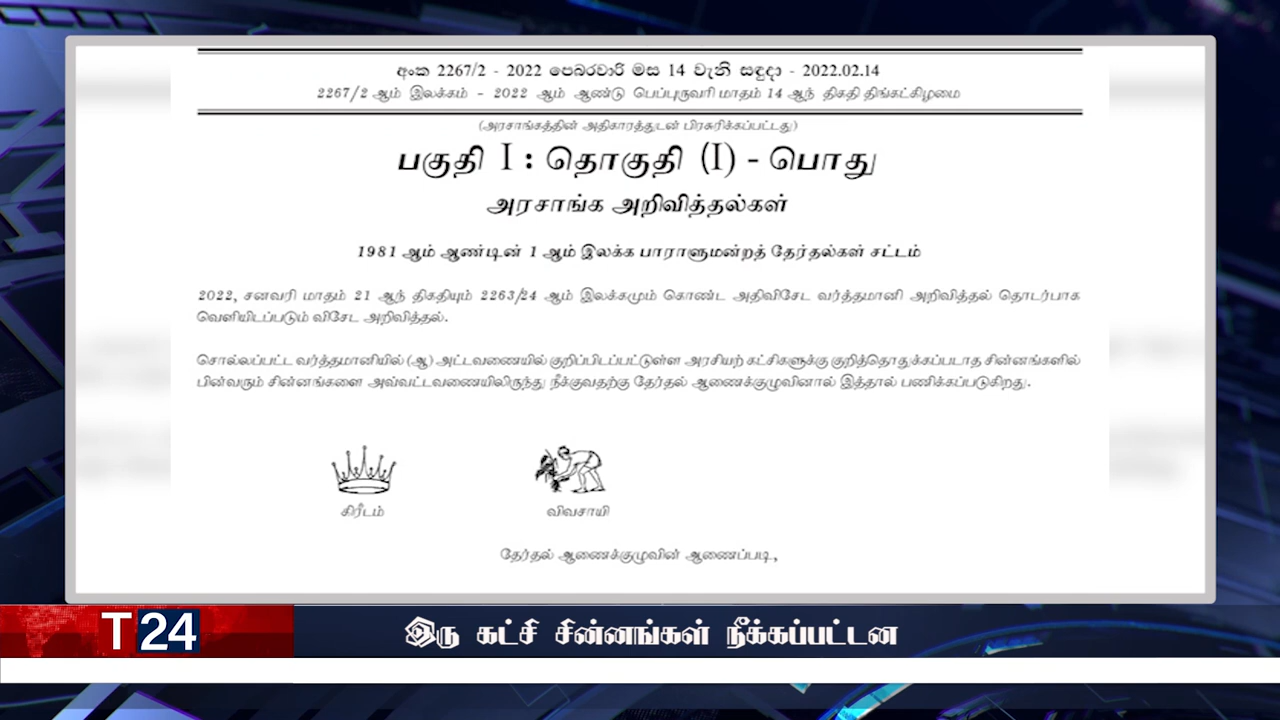 අංක 2267/2 - 2022 පෙබරවාරි මස 14 වැනි සඳුදා - 2022.02.14
2267/2 ஆம் இலக்கம் - 2022 ஆம் ஆண்டு பெப்புருவரி மாதம் 14 ஆந் திகதி திங்கட்கிழமை
(அரசாங்கத்தின் அதிகாரத்துடன் பிரசுரிக்கப்பட்டது)
பகுதி I : தொகுதி (I) - பொது
அரசாங்க அறிவித்தல்கள்
1981 ஆம் ஆண்டின் 1 ஆம் இலக்க பாராளுமன்றத் தேர்தல்கள் சட்டம்
2022, சனவரி மாதம் 21 ஆந் திகதியும் 2263/24 ஆம் இலக்கமும் கொண்ட அதிவிசேட வர்த்தமானி அறிவித்தல் தொடர்பாக
வெளியிடப்படும் விசேட அறிவித்தல்.
சொல்லப்பட்ட வர்த்தமானியில் (ஆ) அட்டவணையில் குறிப்பிடப்பட்டுள்ள அரசியற் கட்சிகளுக்கு குறித்தொதுக்கப்படாத சின்னங்களில்
பின்வரும் சின்னங்களை அவ்வட்டவணையிலிருந்து நீக்குவதற்கு தேர்தல் ஆணைக்குழுவினால் இத்தால் பணிக்கப்படுகிறது.
கிரீடம் விவசாயி
தேர்தல் ஆணைக்குழுவின் ஆணைப்படி,
T24 இரு கட்சி சின்னங்கள் நீக்கப்பட்டன